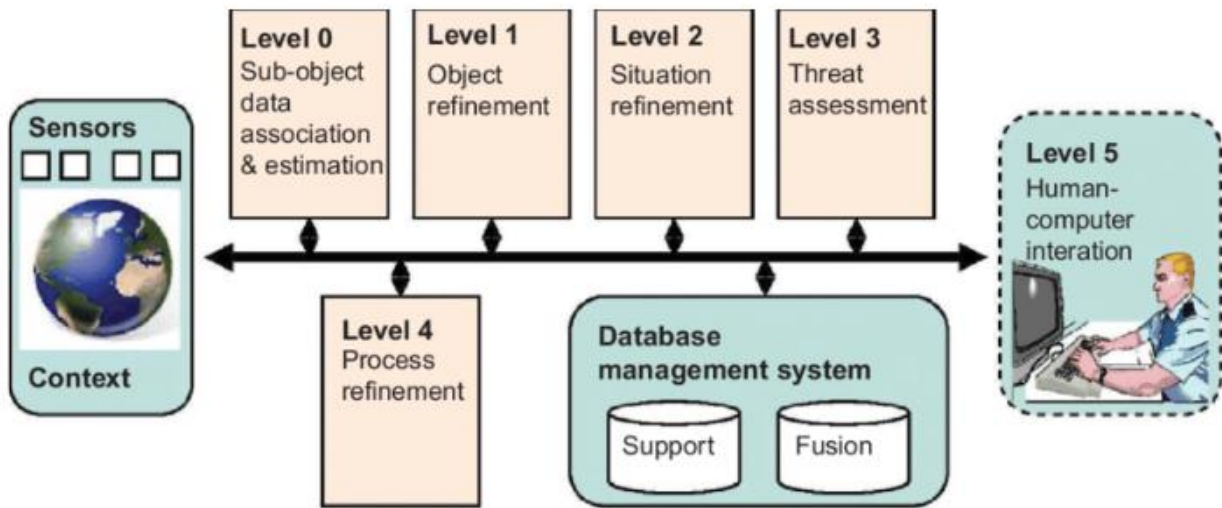 Sensors
Context
Level 0
Sub-object
data
association
& estimation
Level 1
Object
refinement
Level 2
Situation
refinement
Level 3
Threat
assessment
Level 5
Human-
computer
interation
Level 4
Process
refinement
Database
management system
Support
Fusion